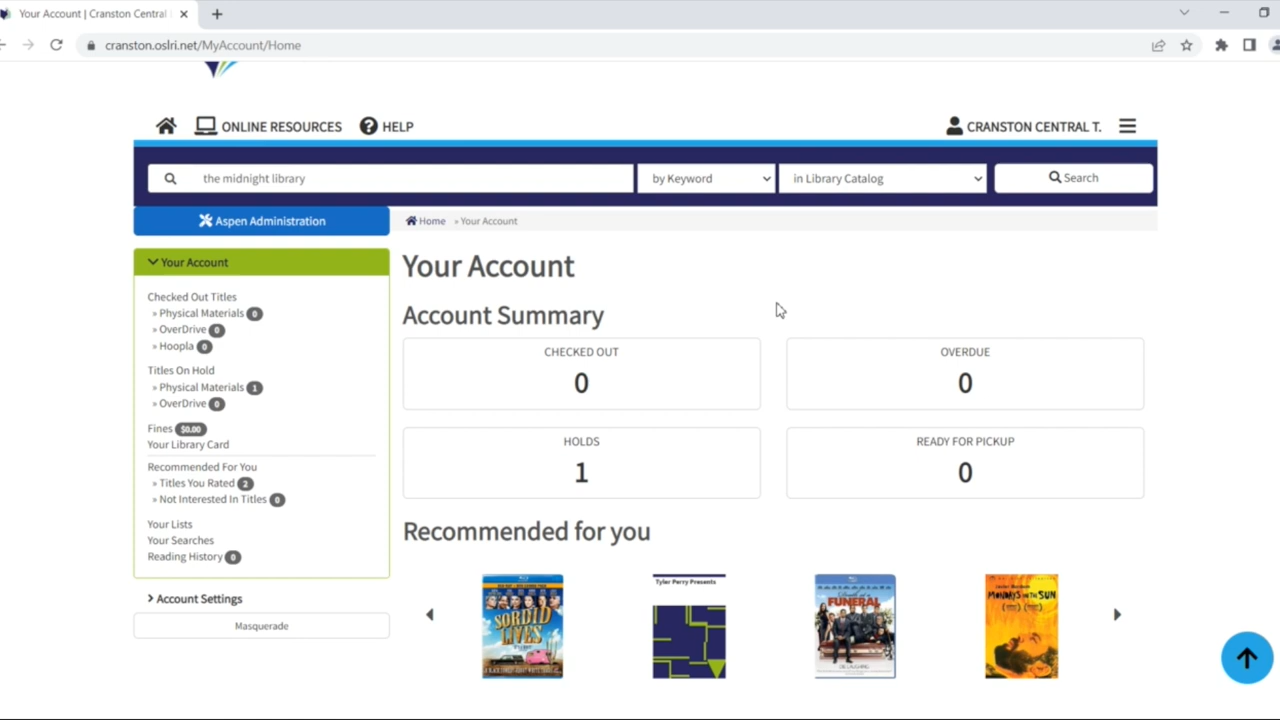 Your Account | Cranston Central
cranston.oslri.net/MyAccount/Home
ONLINE RESOURCES
HELP
CRANSTON CENTRAL T.
the midnight library
by Keyword
in Library Catalog
Search
Aspen Administration
Home » Your Account
Your Account
Checked Out Titles
» Physical Materials 0
» OverDrive 0
» Hoopla 0
Titles On Hold
» Physical Materials 1
» OverDrive 0
Fines $0.00
Your Library Card
Recommended For You
» Titles You Rated 2
» Not Interested In Titles 0
Your Lists
Your Searches
Reading History 0
Account Settings
Masquerade
Your Account
Account Summary
CHECKED OUT
0
OVERDUE
0
HOLDS
1
READY FOR PICKUP
0
Recommended for you
SORDID
LIVES
Tyler Perry Presents
Death at a
FUNERAL
Javier Bardem
MONDAYS IN THE SUN